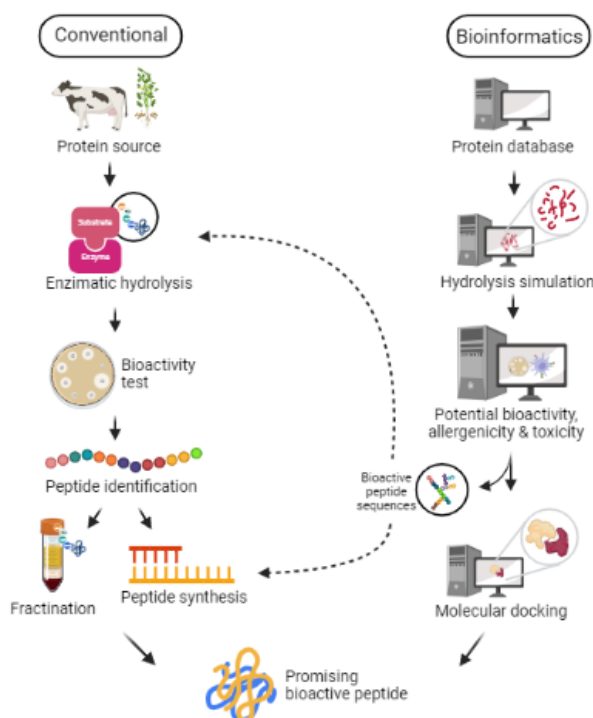 Conventional
Protein source
Substrate
Enzyme
Enzimatic hydrolysis
Bioactivity
test
Peptide identification
Fractination
Peptide synthesis
Bioinformatics
Protein database
Hydrolysis simulation
Potential bioactivity,
allergenicity & toxicity
Bioactive
peptide
sequences
Molecular docking
Promising
bioactive peptide